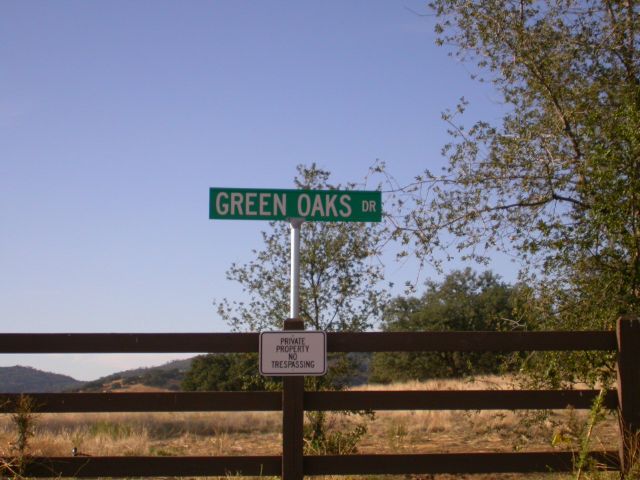 GREEN OAKS DR
PRIVATE
PROPERTY
NO
TRESPASSING